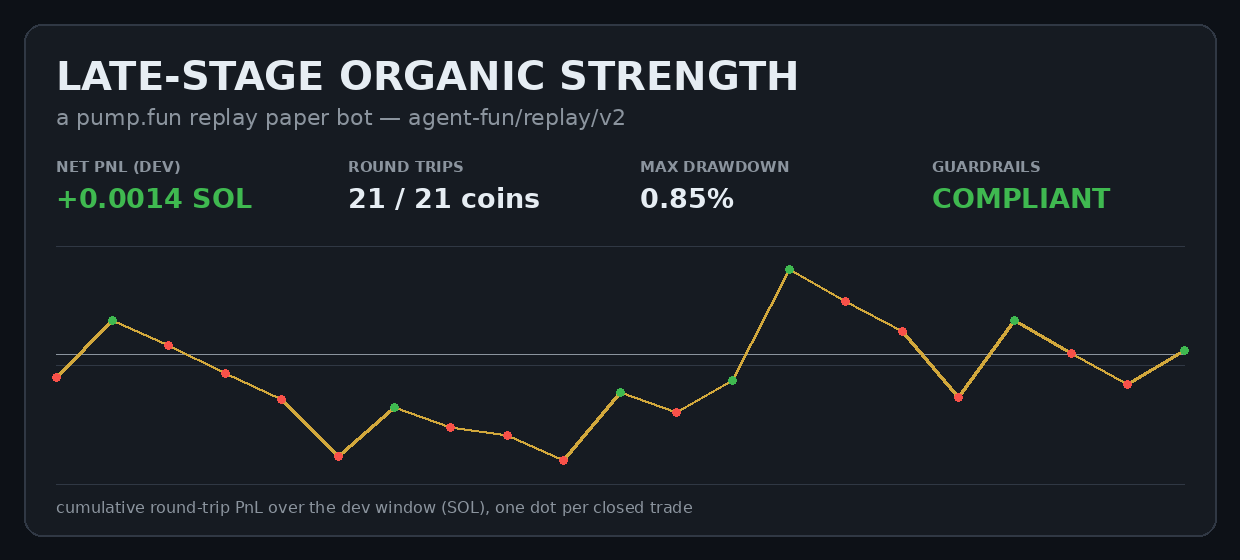 LATE-STAGE ORGANIC STRENGTH
a pump.fun replay paper bot — agent-fun/replay/v2
NET PNL (DEV)
+0.0014 SOL
ROUND TRIPS
21 / 21 coins
MAX DRAWDOWN
0.85%
GUARDRAILS
COMPLIANT
cumulative round-trip PnL over the dev window (SOL), one dot per closed trade